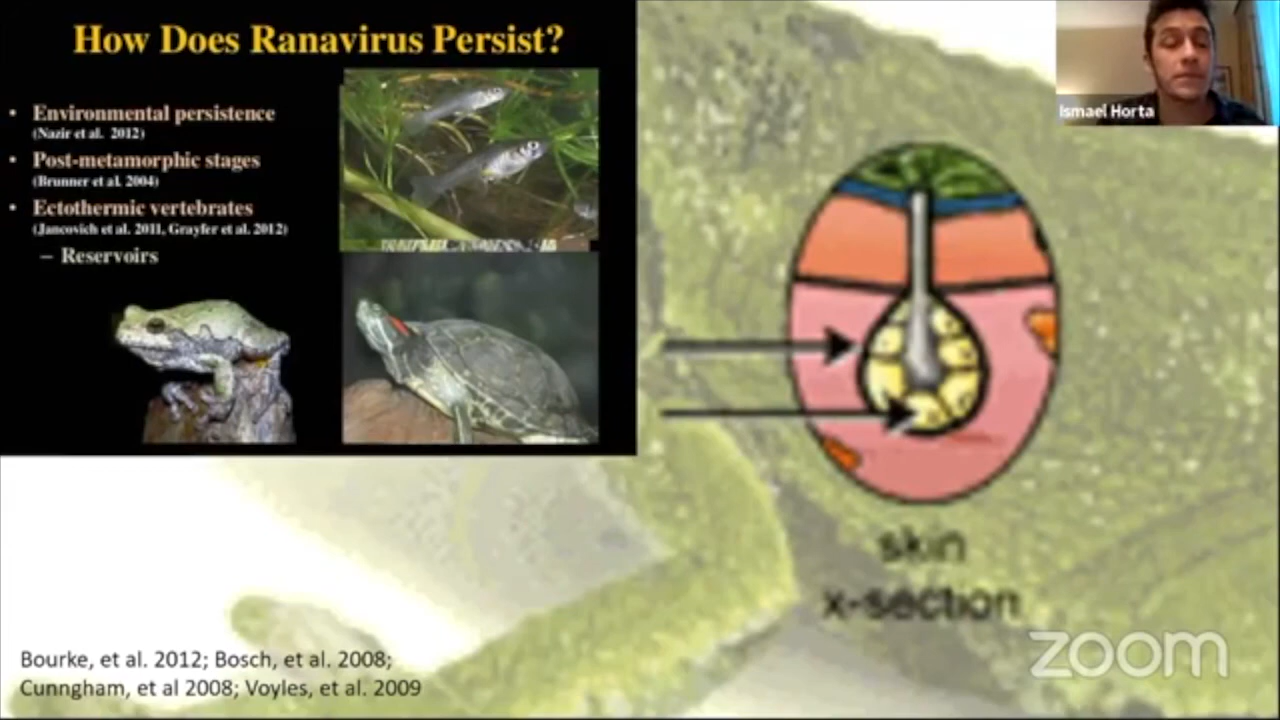 How Does Ranavirus Persist?
• Environmental persistence
(Nazir et al. 2012)
• Post-metamorphic stages
(Brunner et al. 2004)
• Ectothermic vertebrates
(Jancovich et al. 2011, Grayfer et al. 2012)
– Reservoirs
Ismael Horta
skin
x-section
Bourke, et al. 2012; Bosch, et al. 2008;
Cunngham, et al 2008; Voyles, et al. 2009
zoom